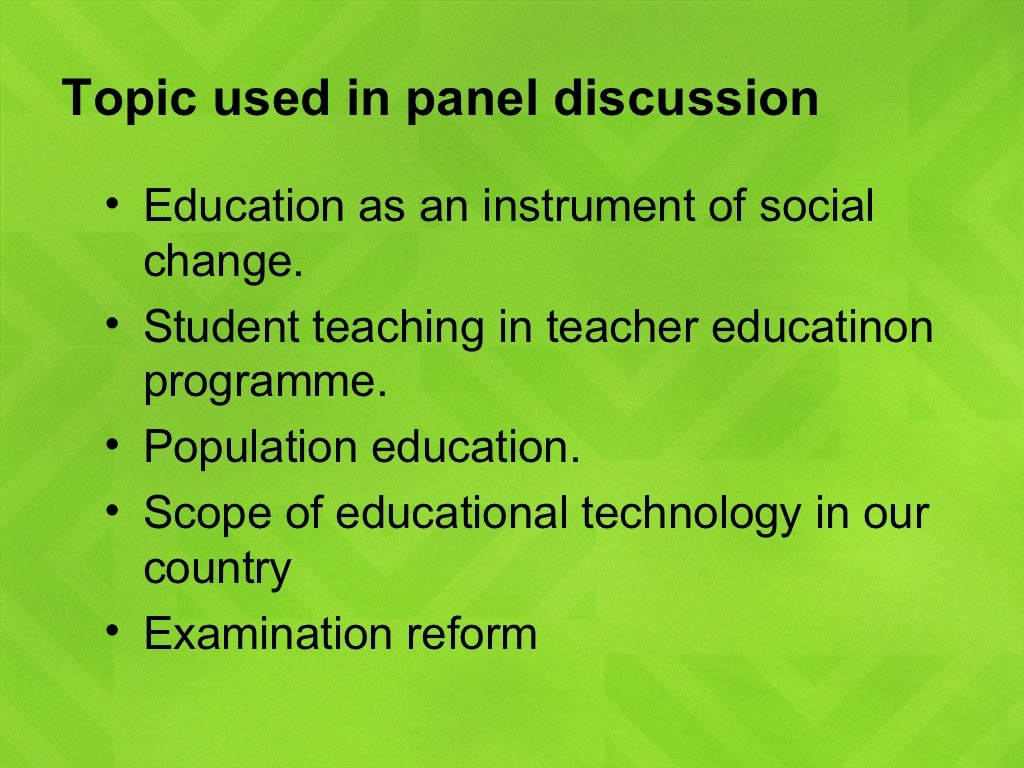 Topic used in panel discussion
• Education as an instrument of social
change.
• Student teaching in teacher educatinon
programme.
• Population education.
• Scope of educational technology in our
country
• Examination reform